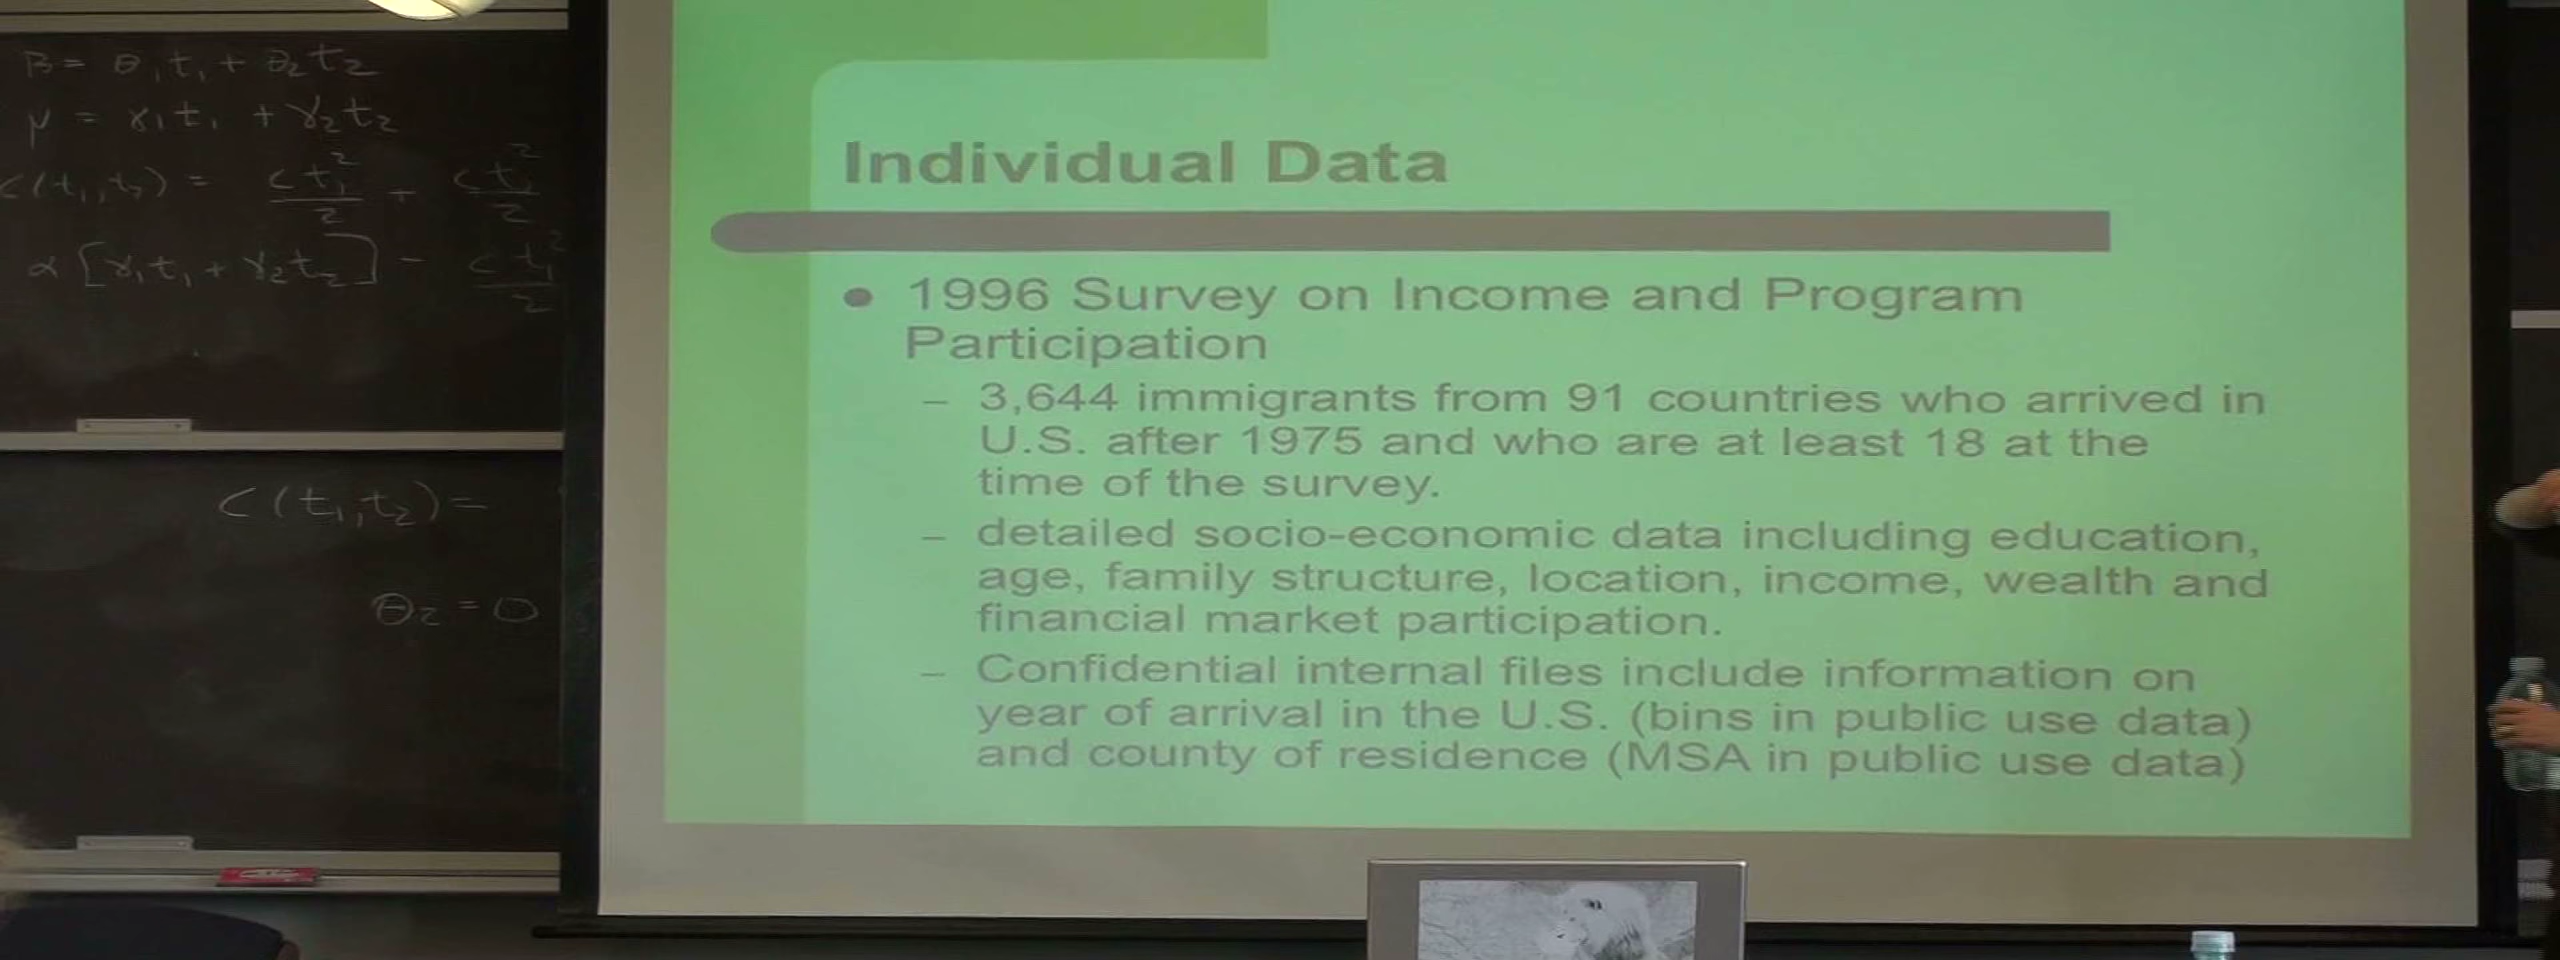 B = θ₁t₁ + θ₂t₂
μ = γ₁t₁ + γ₂t₂
c(t₁,t₂) = ct₁²/2 + ct₂²/2
α[γ₁t₁ + γ₂t₂] - ct₁²/2
C(t₁,t₂) =
θ₂ = 0
Individual Data
● 1996 Survey on Income and Program
Participation
– 3,644 immigrants from 91 countries who arrived in
U.S. after 1975 and who are at least 18 at the
time of the survey.
– detailed socio-economic data including education,
age, family structure, location, income, wealth and
financial market participation.
– Confidential internal files include information on
year of arrival in the U.S. (bins in public use data)
and county of residence (MSA in public use data)